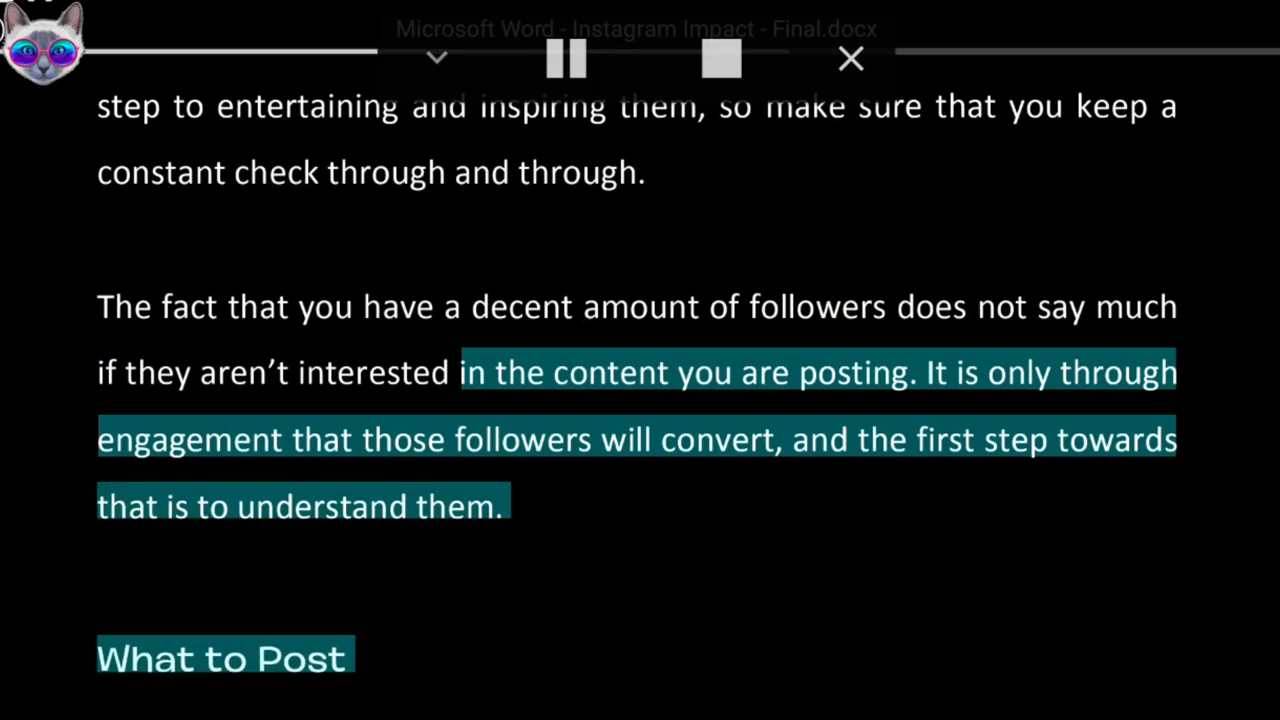 Microsoft Word - Instagram Impact - Final.docx
step to entertaining and inspiring them, so make sure that you keep a
constant check through and through.
The fact that you have a decent amount of followers does not say much
if they aren’t interested in the content you are posting. It is only through
engagement that those followers will convert, and the first step towards
that is to understand them.
What to Post